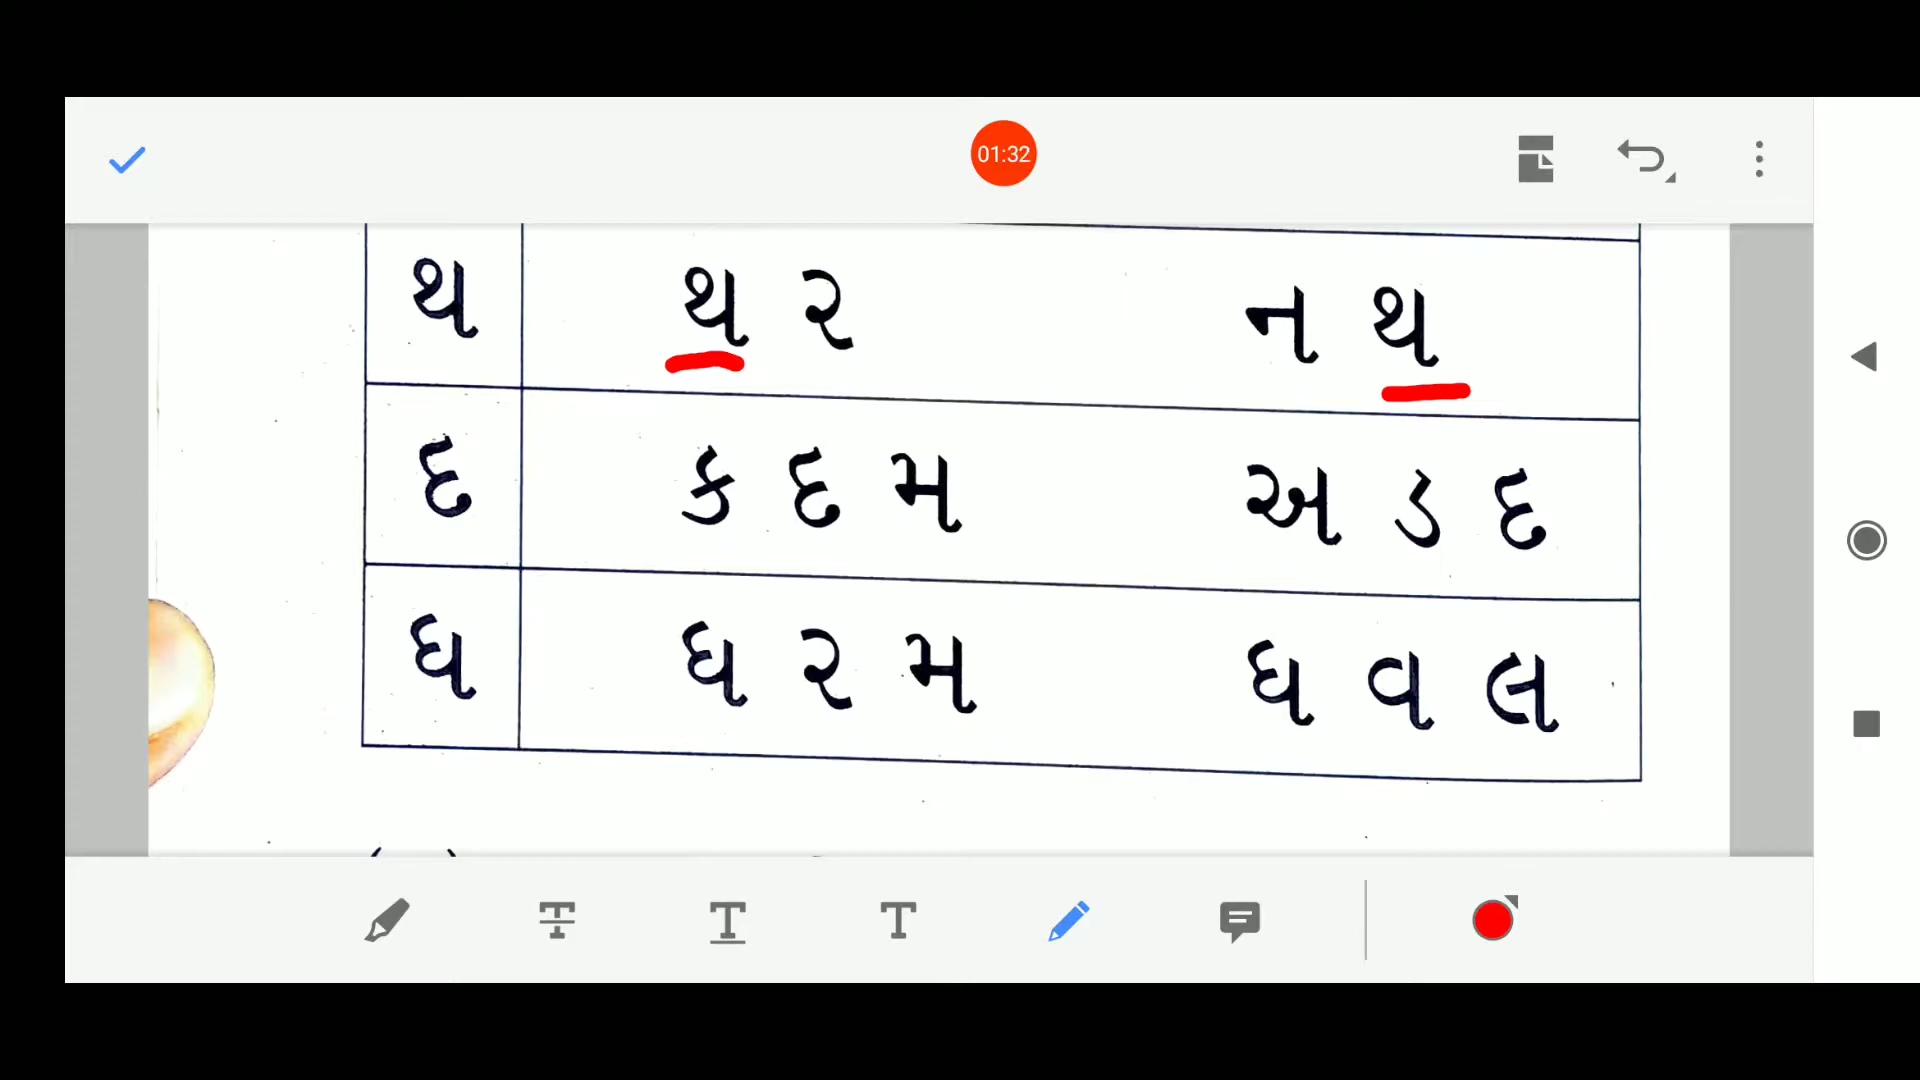 01:32
થ થ ર ન થ
દ ક દ મ અ ડ દ
ધ ધ ર મ ધ વ લ